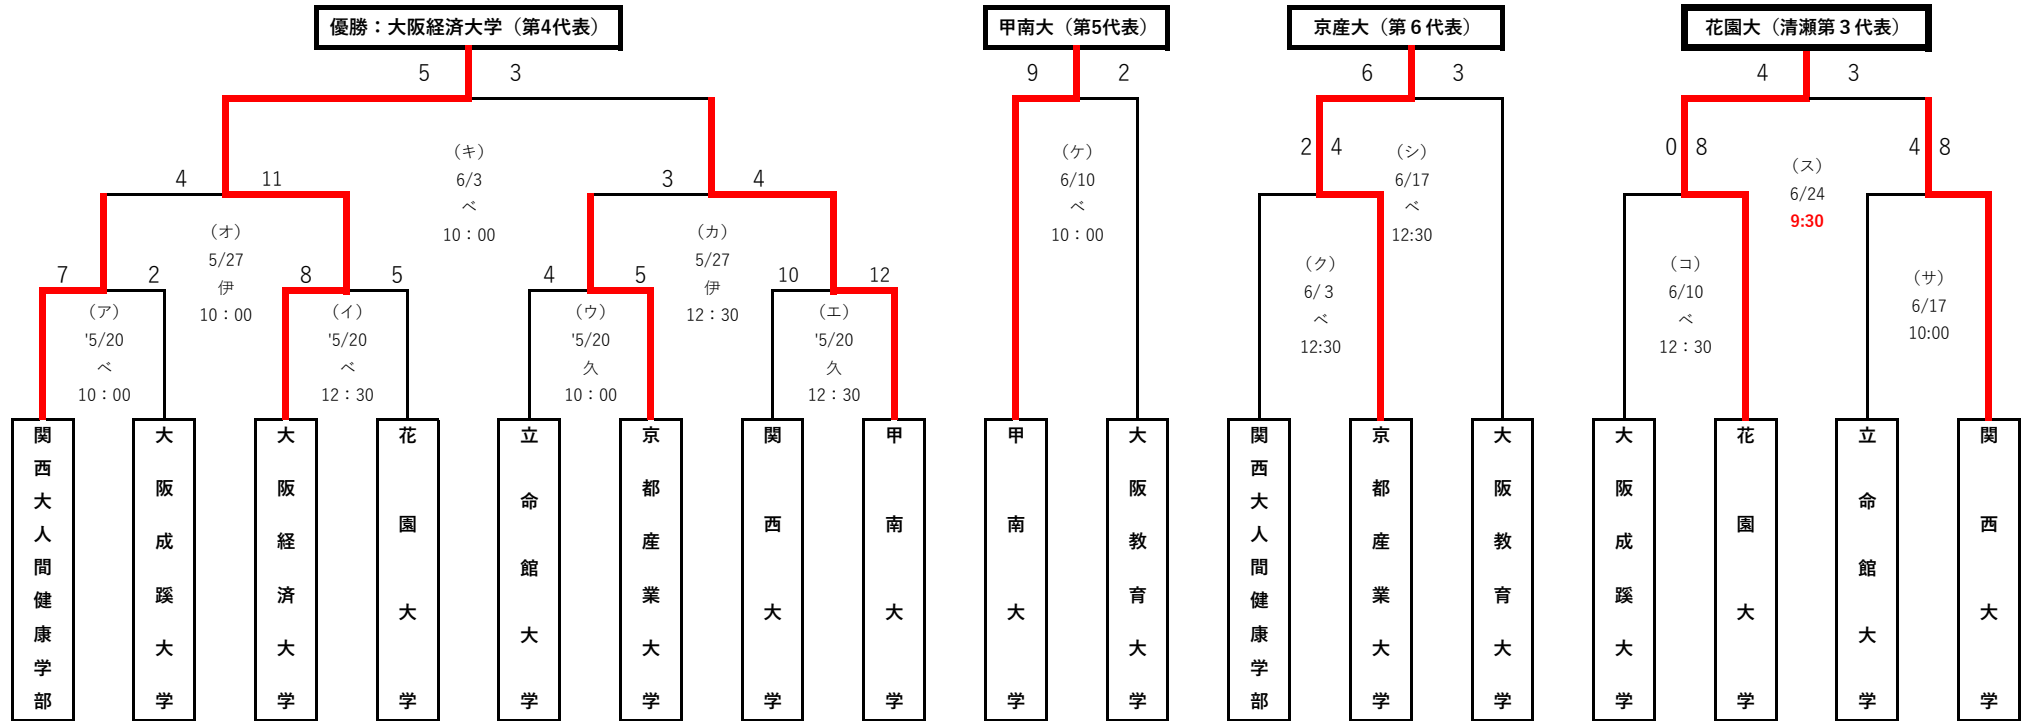 優勝：大阪経済大学（第4代表）
甲南大（第5代表）
京産大（第６代表）
花園大（清瀬第３代表）
5 3
9 2
6 3
4 3
（キ）
6/3
べ
10：00
（ケ）
6/10
べ
10：00
2 4
（シ）
6/17
べ
12:30
0 8
4 8
（ス）
6/24
9:30
4 11
3 4
（オ）
5/27
伊
10：00
（カ）
5/27
伊
12：30
（ク）
6/３
べ
12:30
（コ）
6/10
べ
12：30
（サ）
6/17
10:00
7 2
8 5
4 5
10 12
（ア）
'5/20
べ
10：00
（イ）
'5/20
べ
12：30
（ウ）
'5/20
久
10：00
（エ）
'5/20
久
12：30
関西大人間健康学部
大阪成蹊大学
大阪経済大学
花園大学
立命館大学
京都産業大学
関西大学
甲南大学
甲南大学
大阪教育大学
関西大人間健康学部
京都産業大学
大阪教育大学
大阪成蹊大学
花園大学
立命館大学
関西大学